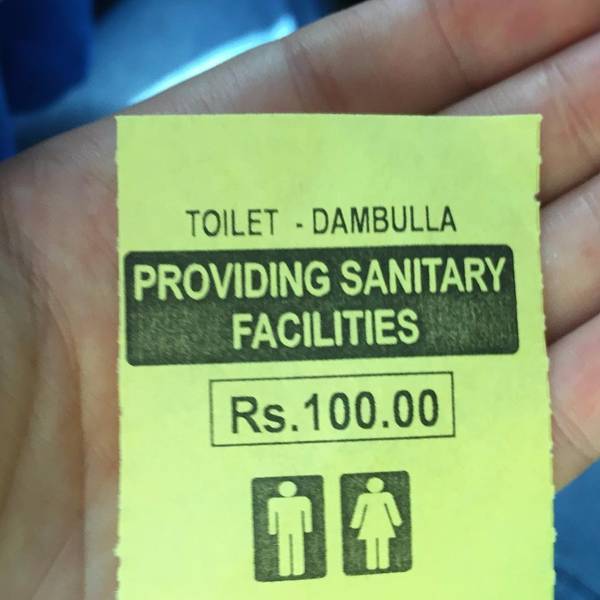 TOILET - DAMBULLA
PROVIDING SANITARY
FACILITIES
Rs.100.00